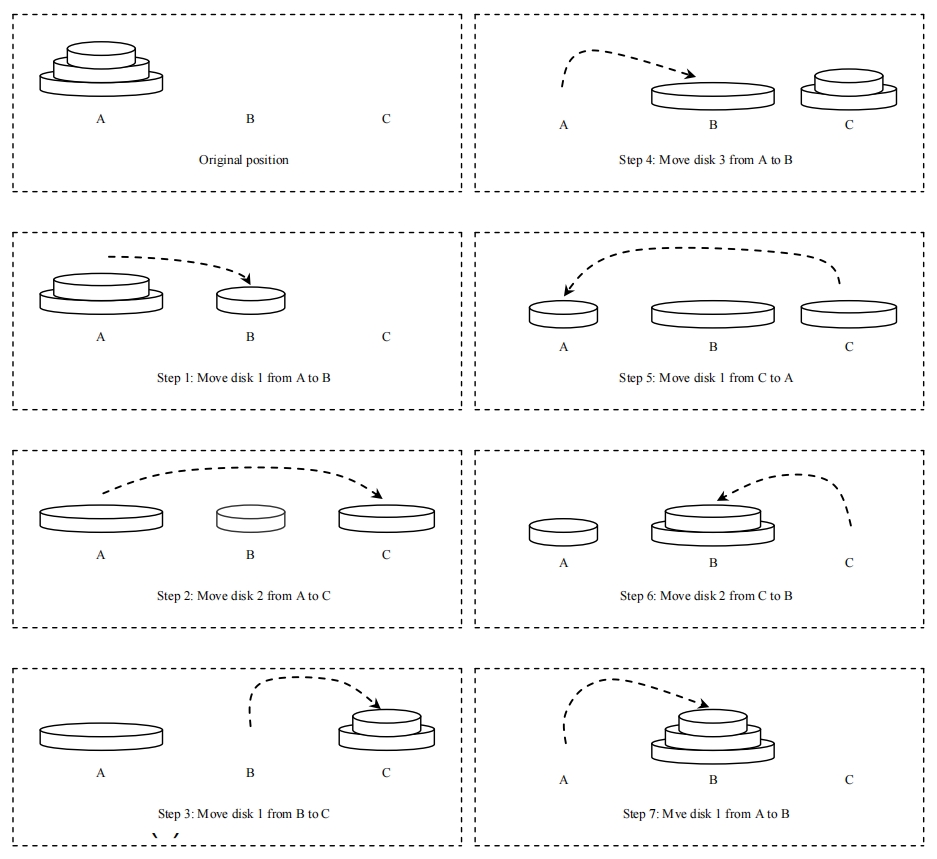 A B C
Original position
A B C
Step 1: Move disk 1 from A to B
A B C
Step 2: Move disk 2 from A to C
A B C
Step 3: Move disk 1 from B to C
A B C
Step 4: Move disk 3 from A to B
A B C
Step 5: Move disk 1 from C to A
A B C
Step 6: Move disk 2 from C to B
A B C
Step 7: Mve disk 1 from A to B